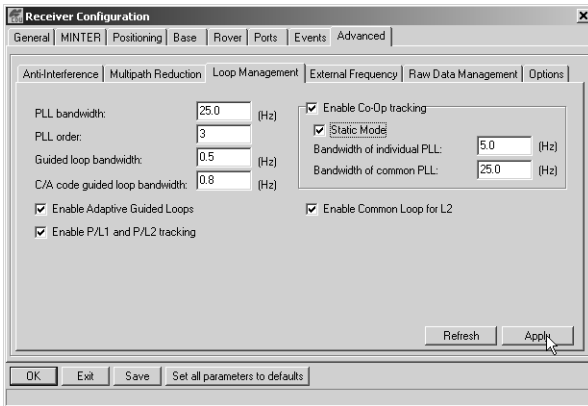 Receiver Configuration
General MINTER Positioning Base Rover Ports Events Advanced
Anti-Interference Multipath Reduction Loop Management External Frequency Raw Data Management Options
PLL bandwidth: 25.0 (Hz)
PLL order: 3
Guided loop bandwidth: 0.5 (Hz)
C/A code guided loop bandwidth: 0.8 (Hz)
Enable Adaptive Guided Loops
Enable P/L1 and P/L2 tracking
Enable Co-Op tracking
Static Mode
Bandwidth of individual PLL: 5.0 (Hz)
Bandwidth of common PLL: 25.0 (Hz)
Enable Common Loop for L2
Refresh Apply
OK Exit Save Set all parameters to defaults